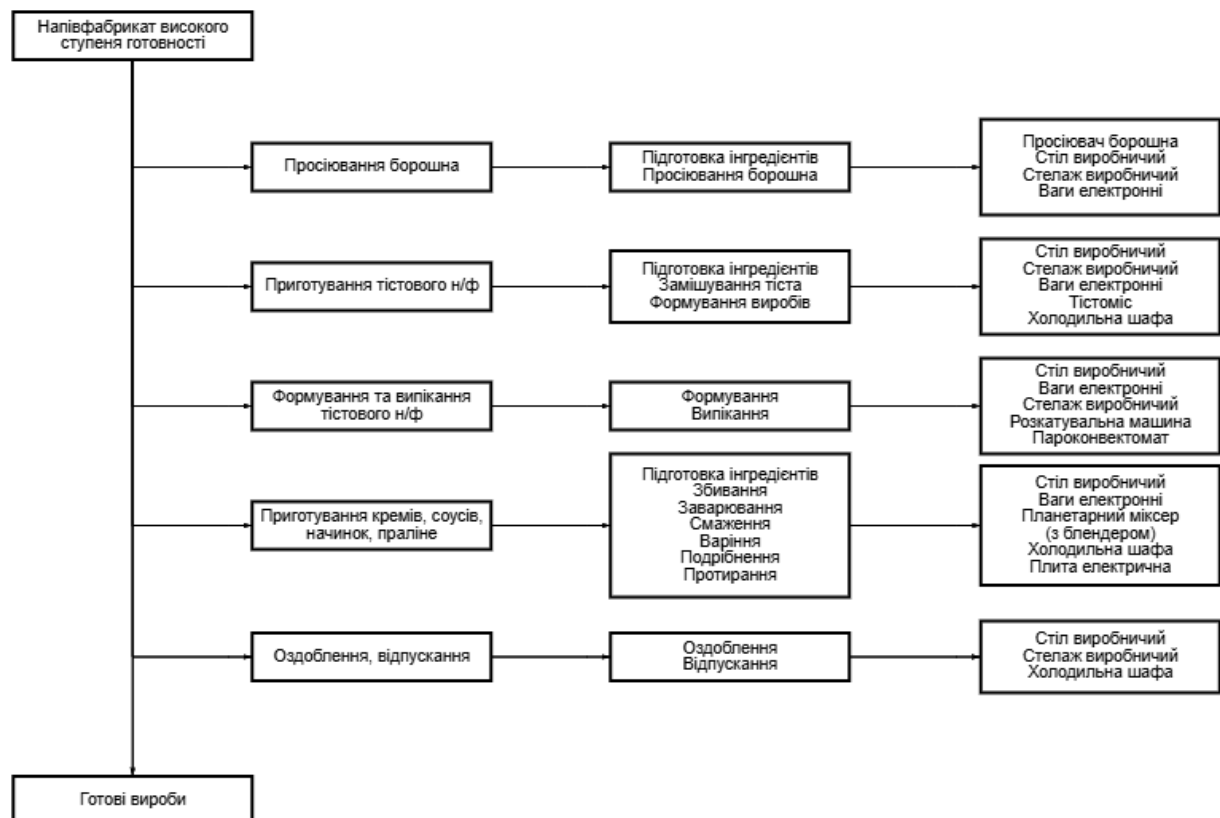 Напівфабрикат високого
ступеня готовності
Просіювання борошна
Підготовка інгредієнтів
Просіювання борошна
Просіювач борошна
Стіл виробничий
Стелаж виробничий
Ваги електронні
Приготування тістового н/ф
Підготовка інгредієнтів
Замішування тіста
Формування виробів
Стіл виробничий
Стелаж виробничий
Ваги електронні
Тістоміс
Холодильна шафа
Формування та випікання
тістового н/ф
Формування
Випікання
Стіл виробничий
Ваги електронні
Стелаж виробничий
Розкатувальна машина
Пароконвектомат
Приготування кремів, соусів,
начинок, праліне
Підготовка інгредієнтів
Збивання
Заварювання
Смаження
Варіння
Подрібнення
Протирання
Стіл виробничий
Ваги електронні
Планетарний міксер
(з блендером)
Холодильна шафа
Плита електрична
Оздоблення, відпускання
Оздоблення
Відпускання
Стіл виробничий
Стелаж виробничий
Холодильна шафа
Готові вироби